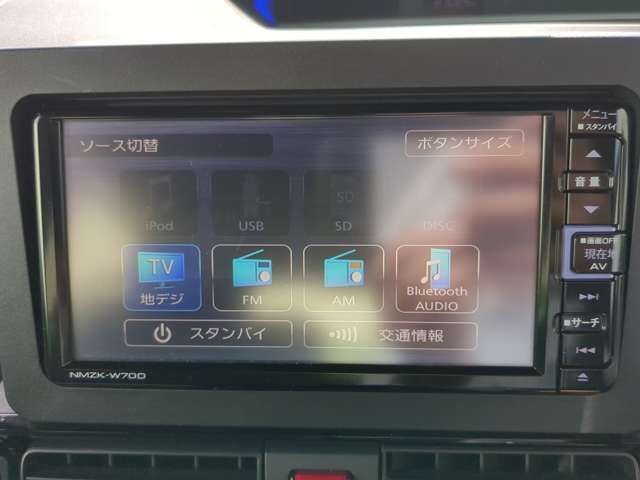 メニュー
■スタンバイ
ソース切替
ボタンサイズ
音量
iPod
USB
SD
SD
DISC
■画面OFF
現在地
AV
TV
地デジ
FM
AM
Bluetooth
AUDIO
■サーチ
スタンバイ
交通情報
NMZK-W70D